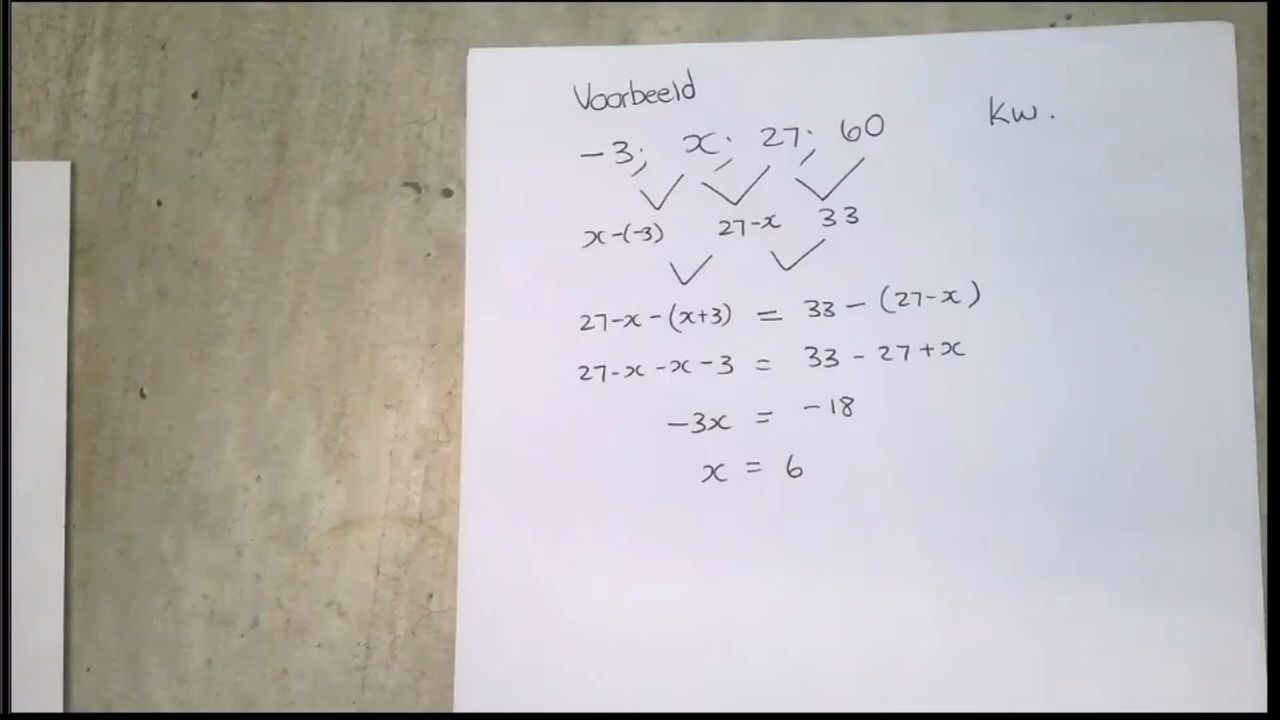 Voorbeeld
-3; x; 27; 60
kw.
x-(-3) 27-x 33
27-x-(x+3) = 33-(27-x)
27-x-x-3 = 33-27+x
-3x = -18
x = 6